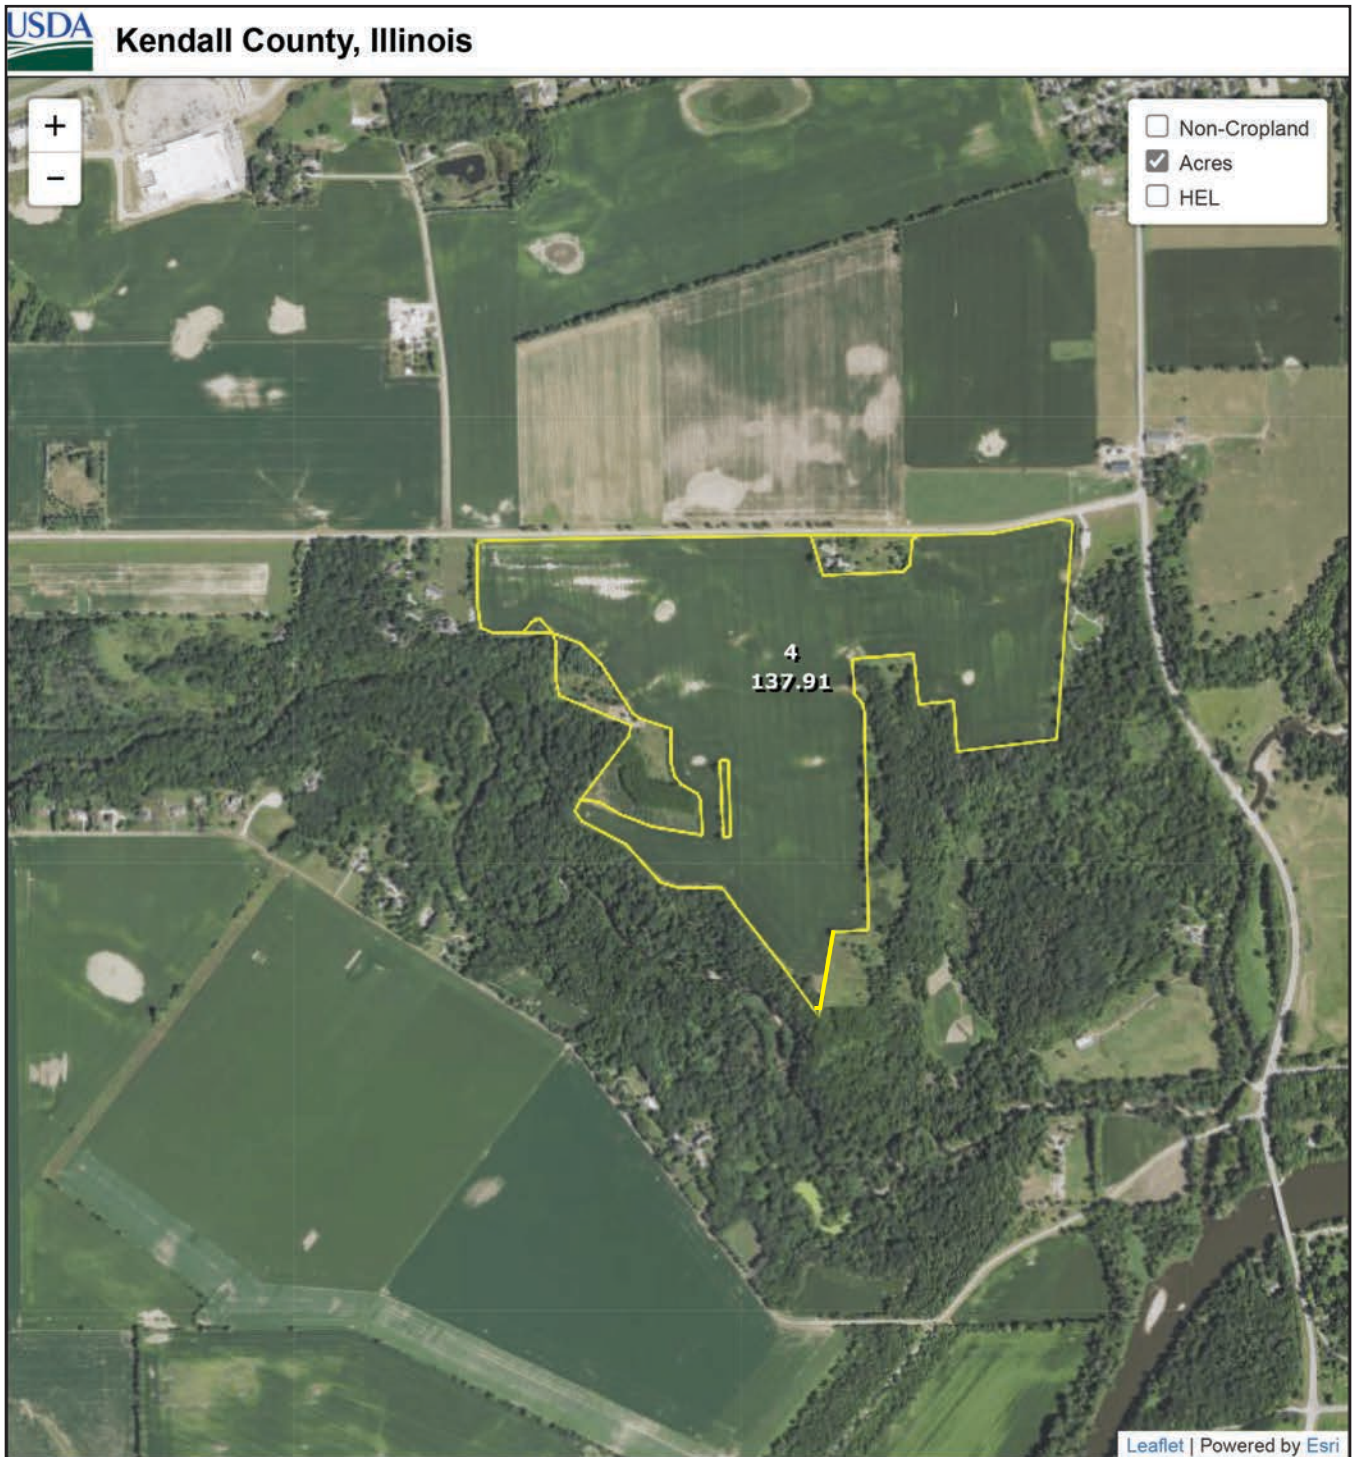 USDA
Kendall County, Illinois
+
−
Non-Cropland
Acres
HEL
4
137.91
Leaflet | Powered by Esri